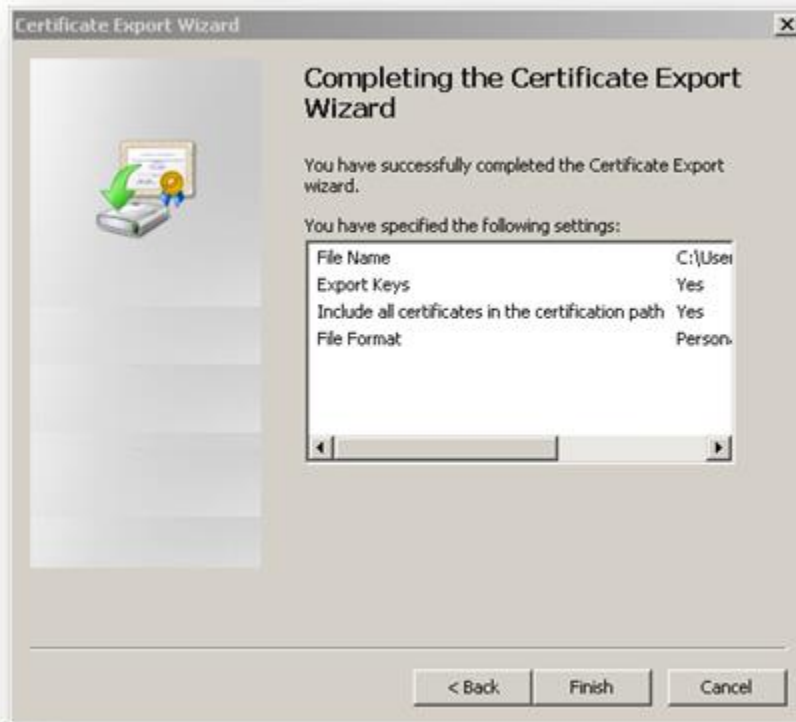 Certificate Export Wizard
Completing the Certificate Export
Wizard
You have successfully completed the Certificate Export
wizard.
You have specified the following settings:
File Name C:\User
Export Keys Yes
Include all certificates in the certification path Yes
File Format Person
< Back Finish Cancel